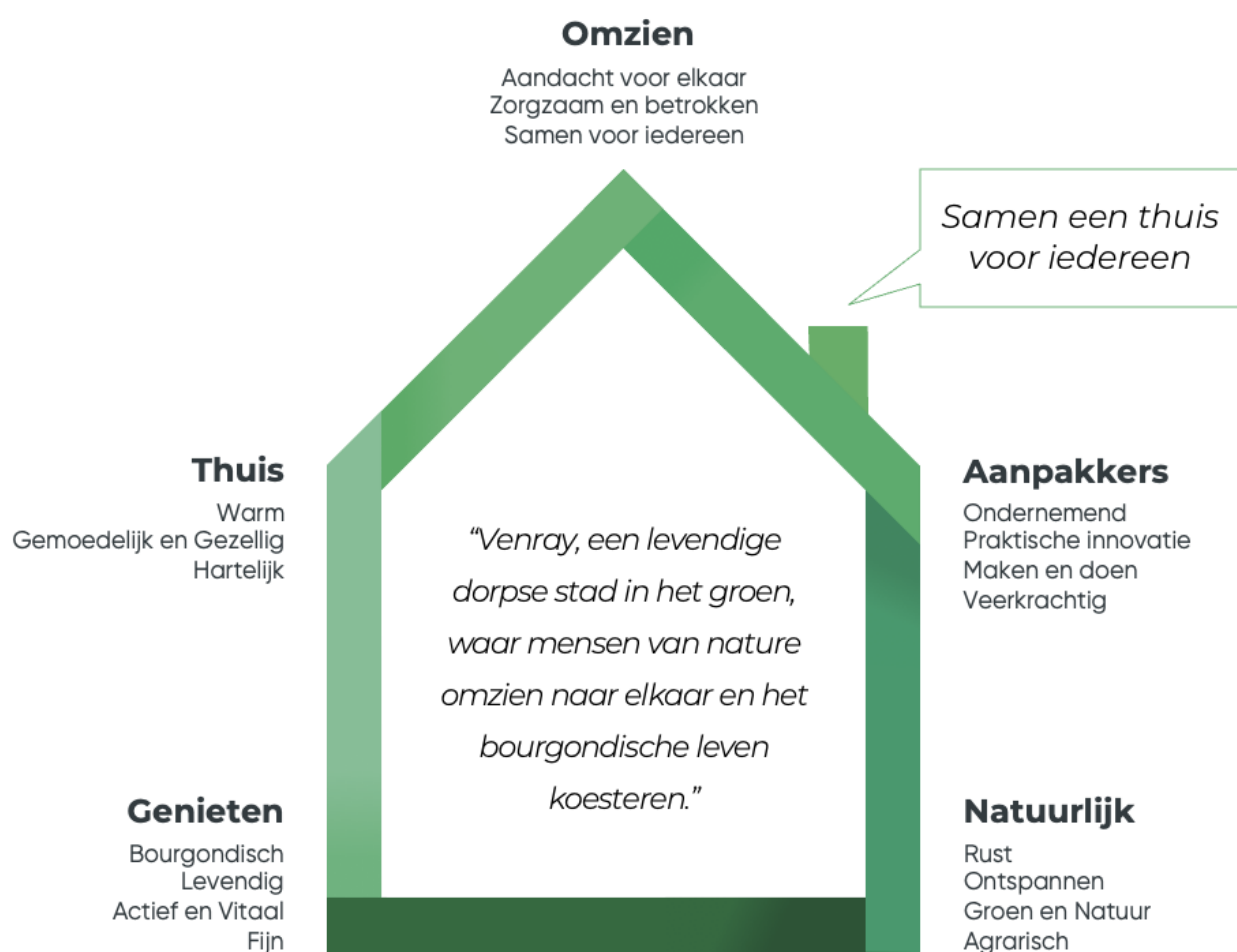 Omzien
Aandacht voor elkaar
Zorgzaam en betrokken
Samen voor iedereen
Samen een thuis
voor iedereen
Thuis
Warm
Gemoedelijk en Gezellig
Hartelijk
Aanpakkers
Ondernemend
Praktische innovatie
Maken en doen
Veerkrachtig
“Venray, een levendige
dorpse stad in het groen,
waar mensen van nature
omzien naar elkaar en het
bourgondische leven
koesteren.”
Genieten
Bourgondisch
Levendig
Actief en Vitaal
Fijn
Natuurlijk
Rust
Ontspannen
Groen en Natuur
Agrarisch